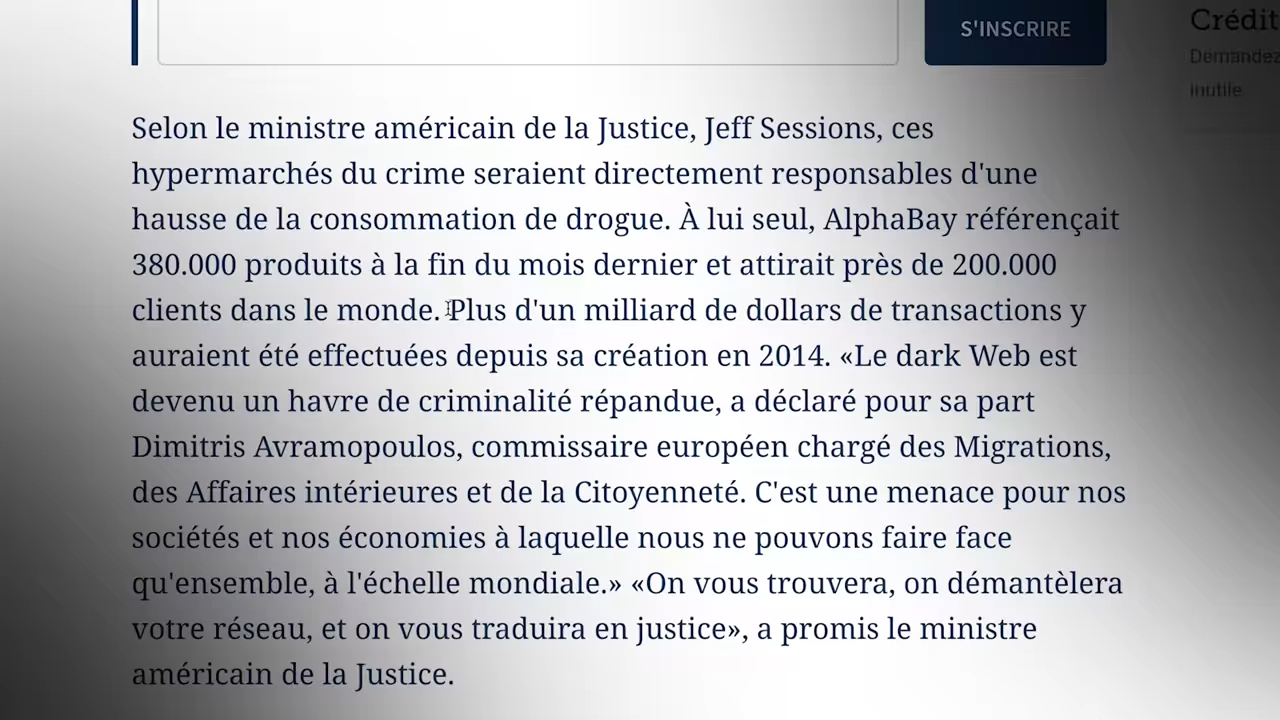 S'INSCRIRE
Crédit
Demandez
inutile
Selon le ministre américain de la Justice, Jeff Sessions, ces
hypermarchés du crime seraient directement responsables d'une
hausse de la consommation de drogue. À lui seul, AlphaBay référençait
380.000 produits à la fin du mois dernier et attirait près de 200.000
clients dans le monde. Plus d'un milliard de dollars de transactions y
auraient été effectuées depuis sa création en 2014. «Le dark Web est
devenu un havre de criminalité répandue, a déclaré pour sa part
Dimitris Avramopoulos, commissaire européen chargé des Migrations,
des Affaires intérieures et de la Citoyenneté. C'est une menace pour nos
sociétés et nos économies à laquelle nous ne pouvons faire face
qu'ensemble, à l'échelle mondiale.» «On vous trouvera, on démantèlera
votre réseau, et on vous traduira en justice», a promis le ministre
américain de la Justice.